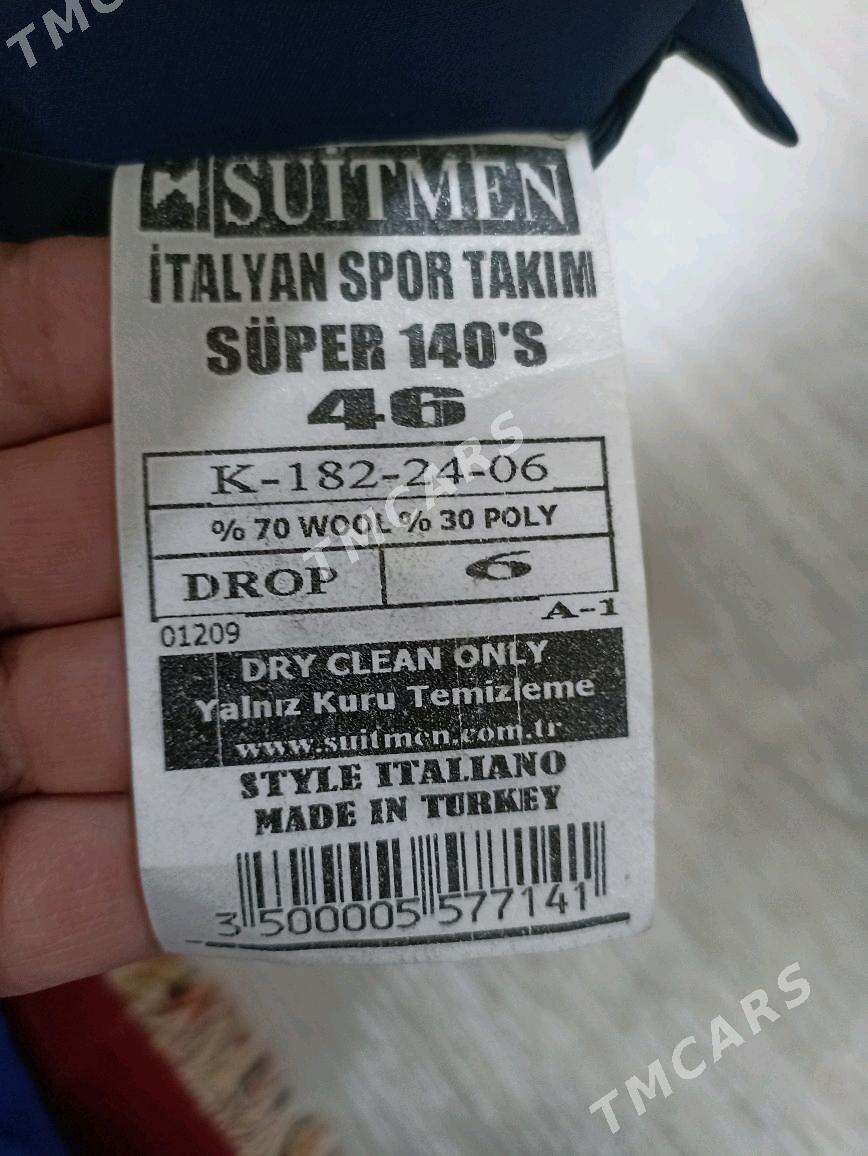 TMC
SUİTMEN
İTALYAN SPOR TAKIM
SÜPER 140'S
46
K-182-24-06
% 70 WOOL % 30 POLY
DROP 6
A-1
01209
DRY CLEAN ONLY
Yalnız Kuru Temizleme
www.suitmen.com.tr
STYLE ITALIANO
MADE IN TURKEY
3 500005 577141
TMCARS
TMCARS